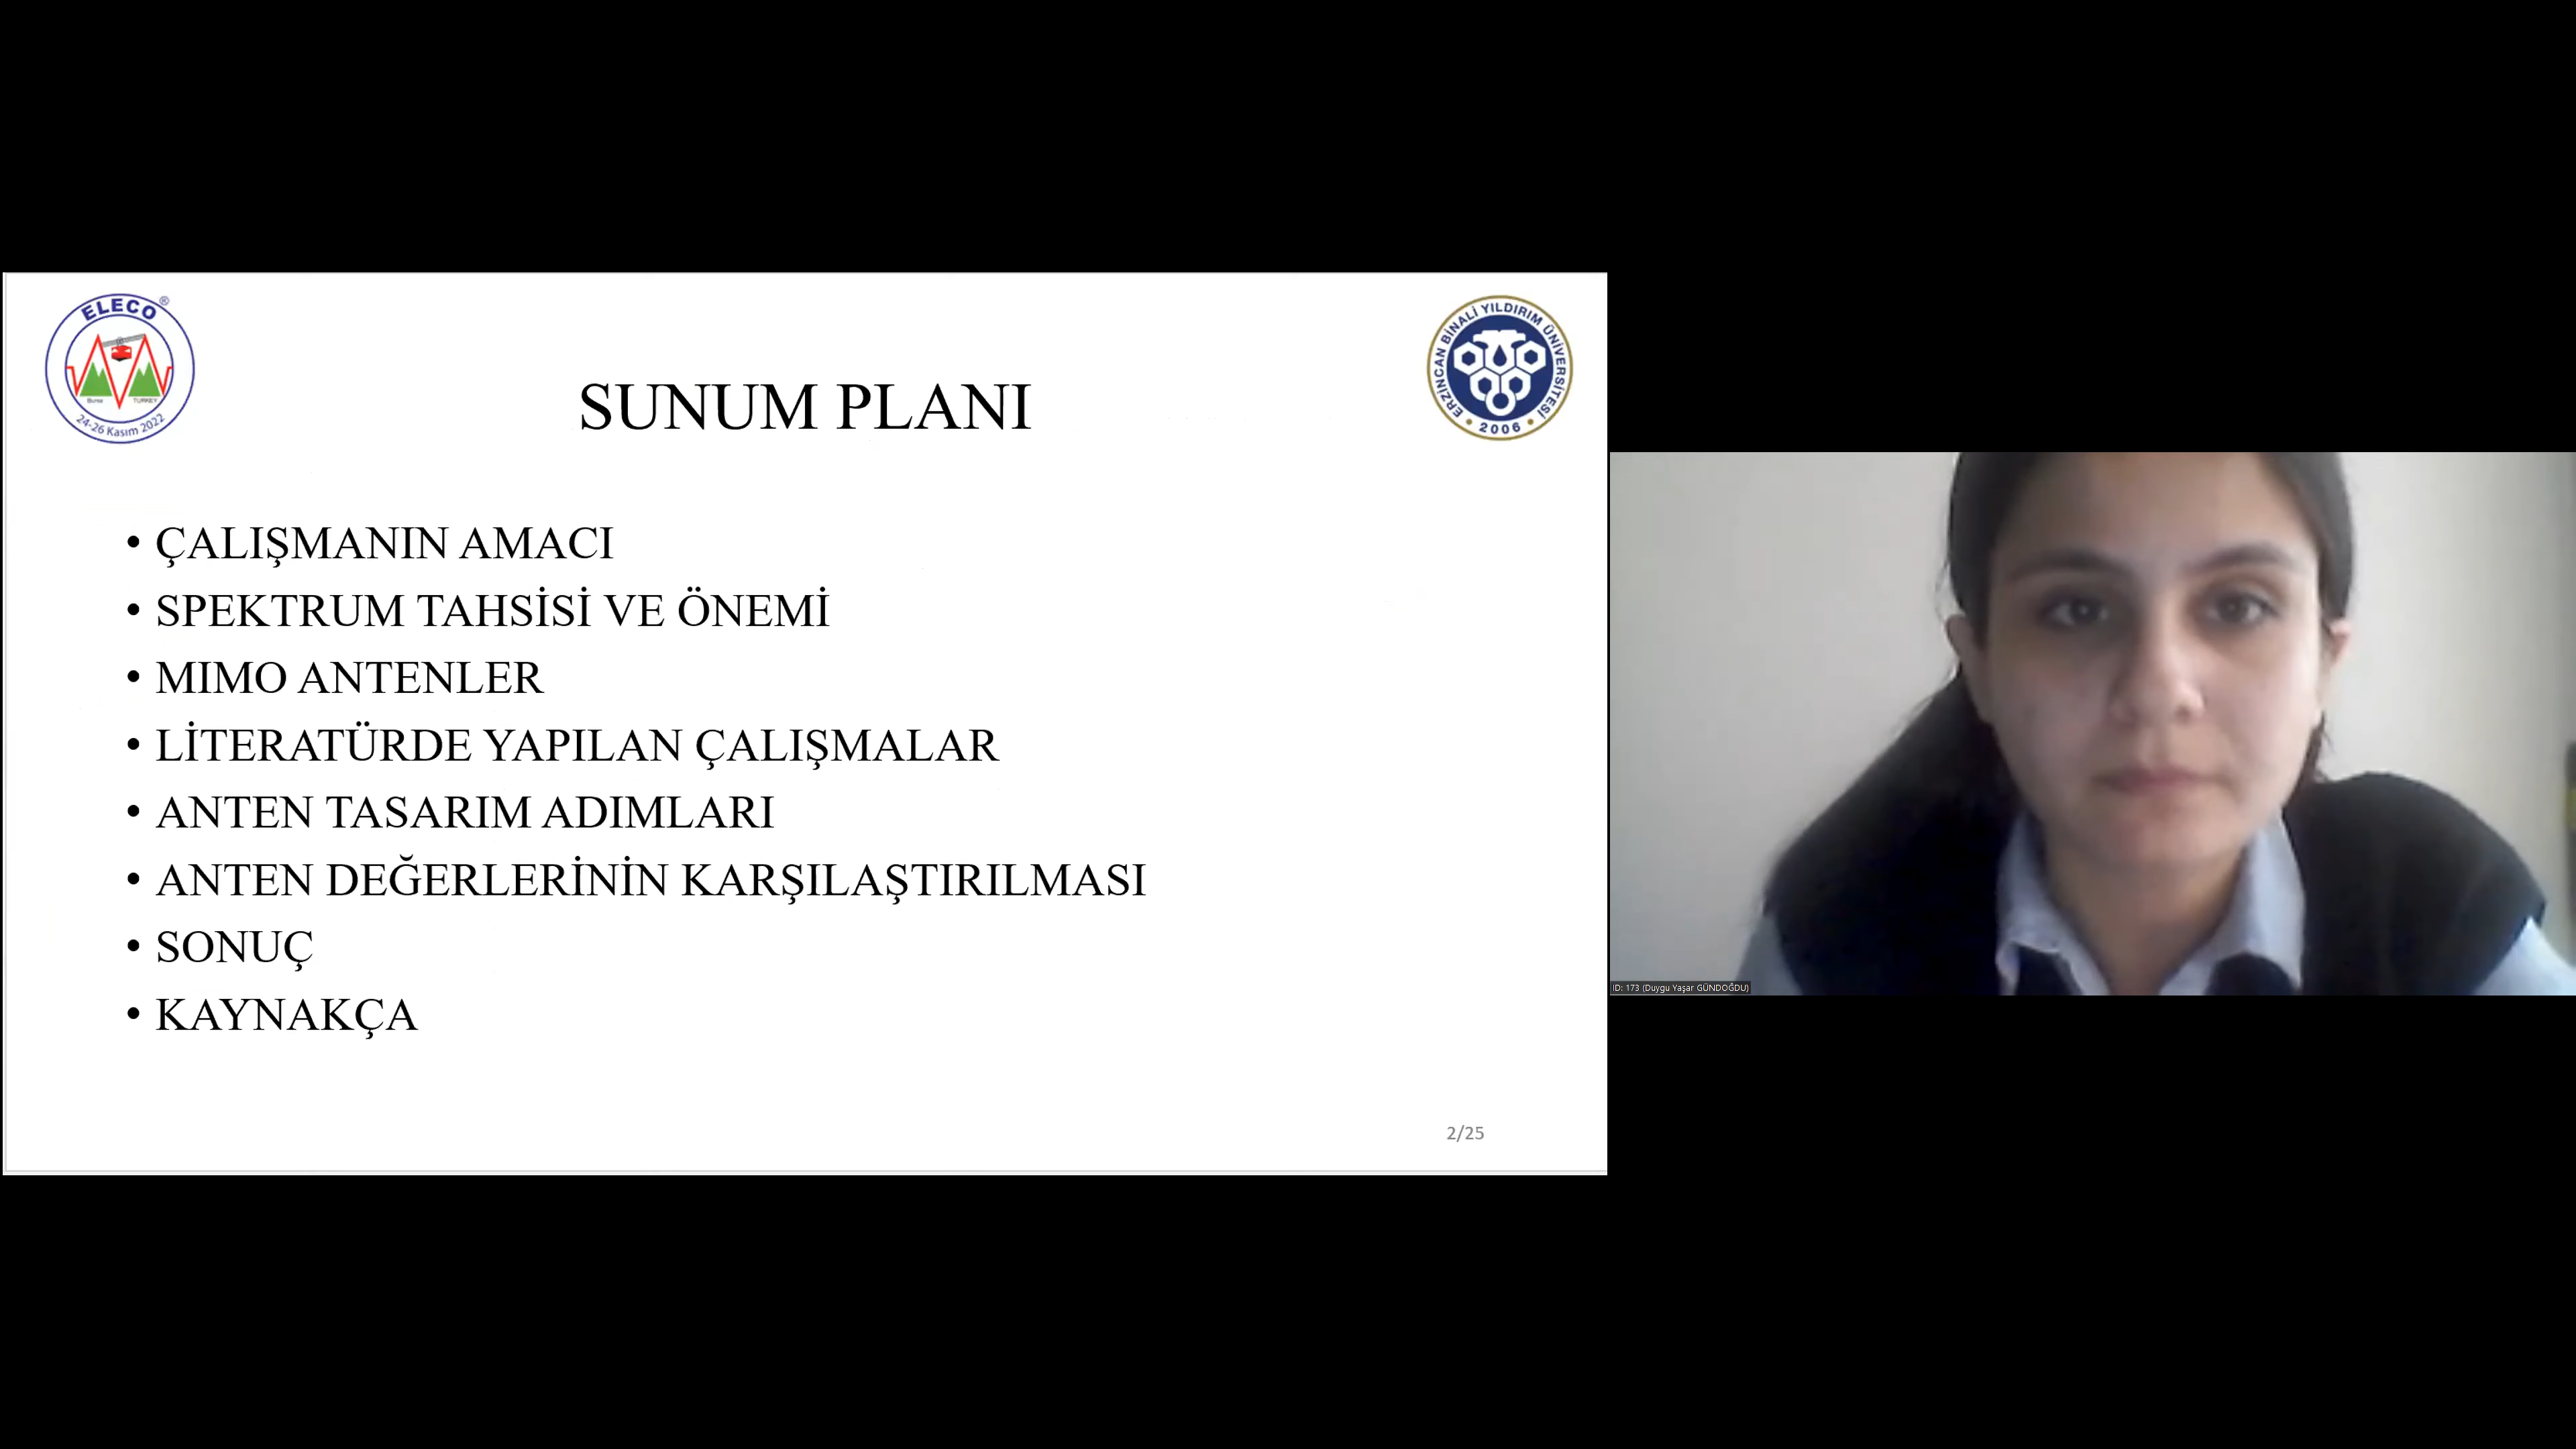 ELECO®
Bursa TURKEY
24-26 Kasım 2022
ERZİNCAN BİNALİ YILDIRIM ÜNİVERSİTESİ
• 2006 •
SUNUM PLANI
• ÇALIŞMANIN AMACI
• SPEKTRUM TAHSİSİ VE ÖNEMİ
• MIMO ANTENLER
• LİTERATÜRDE YAPILAN ÇALIŞMALAR
• ANTEN TASARIM ADIMLARI
• ANTEN DEĞERLERİNİN KARŞILAŞTIRILMASI
• SONUÇ
• KAYNAKÇA
2/25
ID: 173 (Duygu Yaşar GÜNDOĞDU)